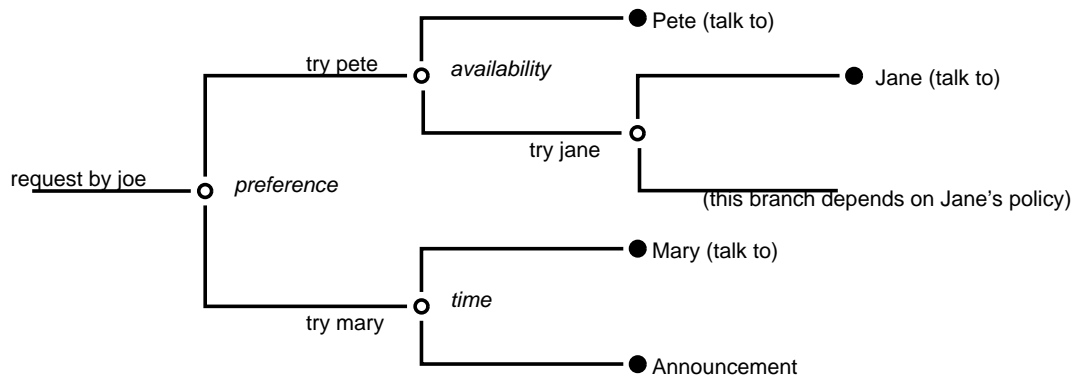 Pete (talk to)
try pete
availability
Jane (talk to)
try jane
request by joe
preference
(this branch depends on Jane's policy)
Mary (talk to)
time
try mary
Announcement